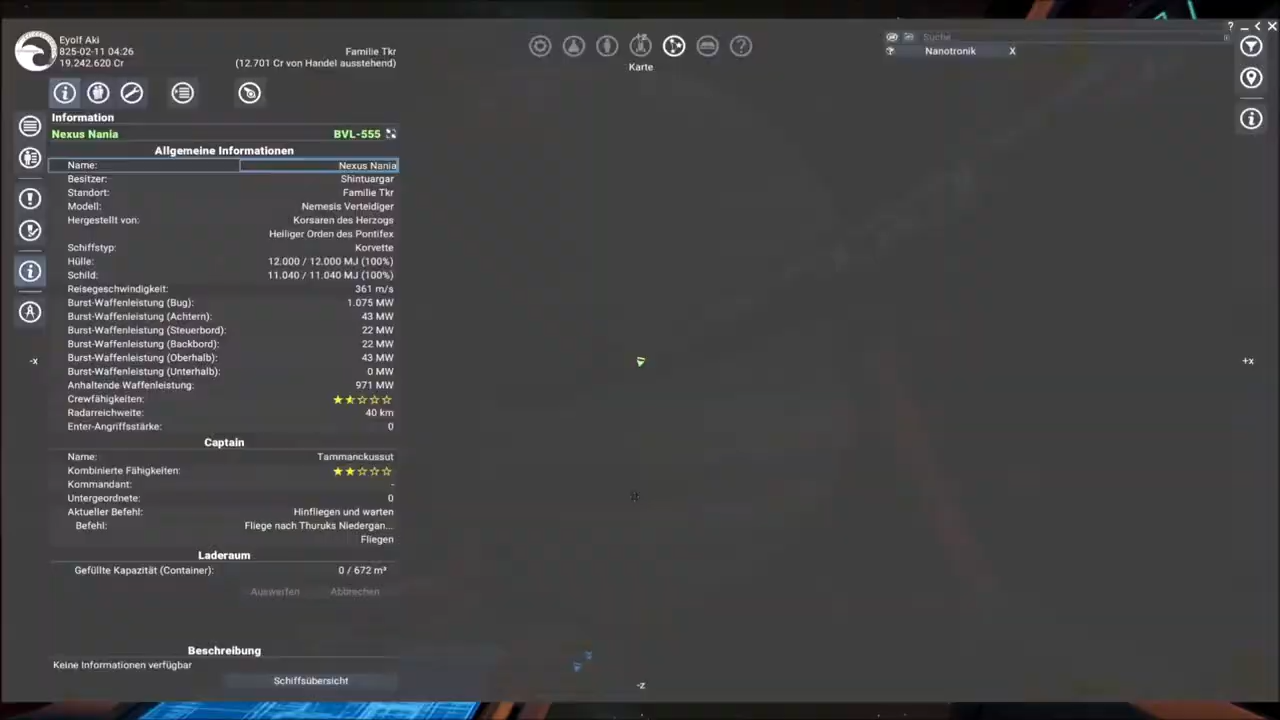 Eyolf Aki
825-02-11 04:26 Familie Tkr
19.242.620 Cr (12.701 Cr von Handel ausstehend)
Karte
Suche
Nanotronik X
? _ < X
Information
Nexus Nania BVL-555
Allgemeine Informationen
Name: Nexus Nania
Besitzer: Shintuargar
Standort: Familie Tkr
Modell: Nemesis Verteidiger
Hergestellt von: Korsaren des Herzogs
Heiliger Orden des Pontifex
Schiffstyp: Korvette
Hülle: 12.000 / 12.000 MJ (100%)
Schild: 11.040 / 11.040 MJ (100%)
Reisegeschwindigkeit: 361 m/s
Burst-Waffenleistung (Bug): 1.075 MW
Burst-Waffenleistung (Achtern): 43 MW
Burst-Waffenleistung (Steuerbord): 22 MW
Burst-Waffenleistung (Backbord): 22 MW
Burst-Waffenleistung (Oberhalb): 43 MW
Burst-Waffenleistung (Unterhalb): 0 MW
Anhaltende Waffenleistung: 971 MW
Crewfähigkeiten: ★★☆☆☆
Radarreichweite: 40 km
Enter-Angriffsstärke: 0
Captain
Name: Tammanckussut
Kombinierte Fähigkeiten: ★★☆☆☆
Kommandant: -
Untergeordnete: 0
Aktueller Befehl: Hinfliegen und warten
Befehl: Fliege nach Thuruks Niedergan...
Fliegen
Laderaum
Gefüllte Kapazität (Container): 0 / 672 m³
Auswerfen Abbrechen
Beschreibung
Keine Informationen verfügbar
Schiffsübersicht
-x
+x
-z